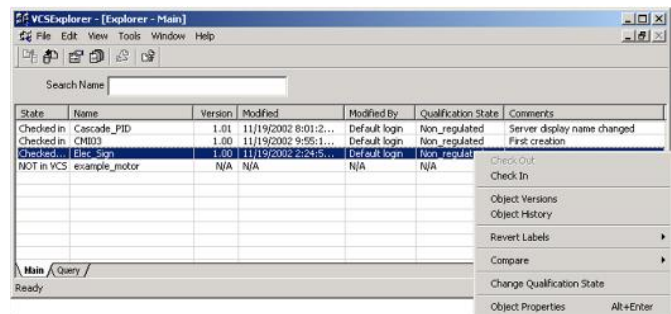 VCSExplorer - [Explorer - Main]
File Edit View Tools Window Help
Search Name
State Name Version Modified Modified By Qualification State Comments
Checked in Cascade_PID 1.01 11/19/2002 8:01:2... Default login Non_regulated Server display name changed
Checked in CMI03 1.00 11/19/2002 9:55:1... Default login Non_regulated First creation
Checked... Elec_Sign 1.00 11/19/2002 2:24:5... Default login Non_regulat
NOT in VCS example_motor N/A N/A N/A N/A
Check Out
Check In
Object Versions
Object History
Revert Labels
Compare
Change Qualification State
Object Properties Alt+Enter
Main Query
Ready